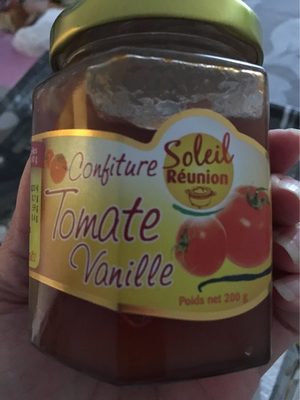 Confiture
Soleil
Réunion
Tomate
Vanille
Poids net 200 g